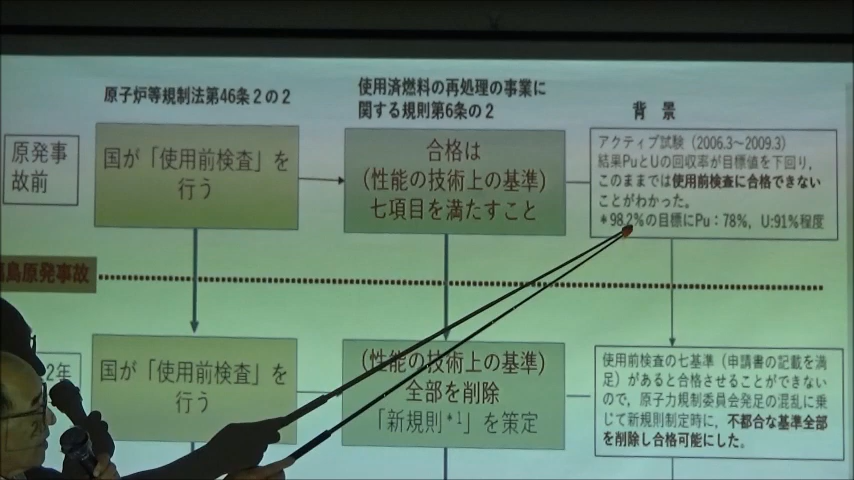 原子炉等規制法第46条2の2
使用済燃料の再処理の事業に
関する規則第6条の2
背 景
原発事
故前
国が「使用前検査」を
行う
合格は
(性能の技術上の基準)
七項目を満たすこと
アクティブ試験（2006.3～2009.3）
結果PuとUの回収率が目標値を下回り，
このままでは使用前検査に合格できない
ことがわかった。
＊98.2%の目標にPu：78%，U:91%程度
島原発事故
2年
国が「使用前検査」を
行う
(性能の技術上の基準)
全部を削除
「新規則*1」を策定
使用前検査の七基準（申請書の記載を満
足）があると合格させることができない
ので，原子力規制委員会発足の混乱に乗
じて新規則制定時に，不都合な基準全部
を削除し合格可能にした。